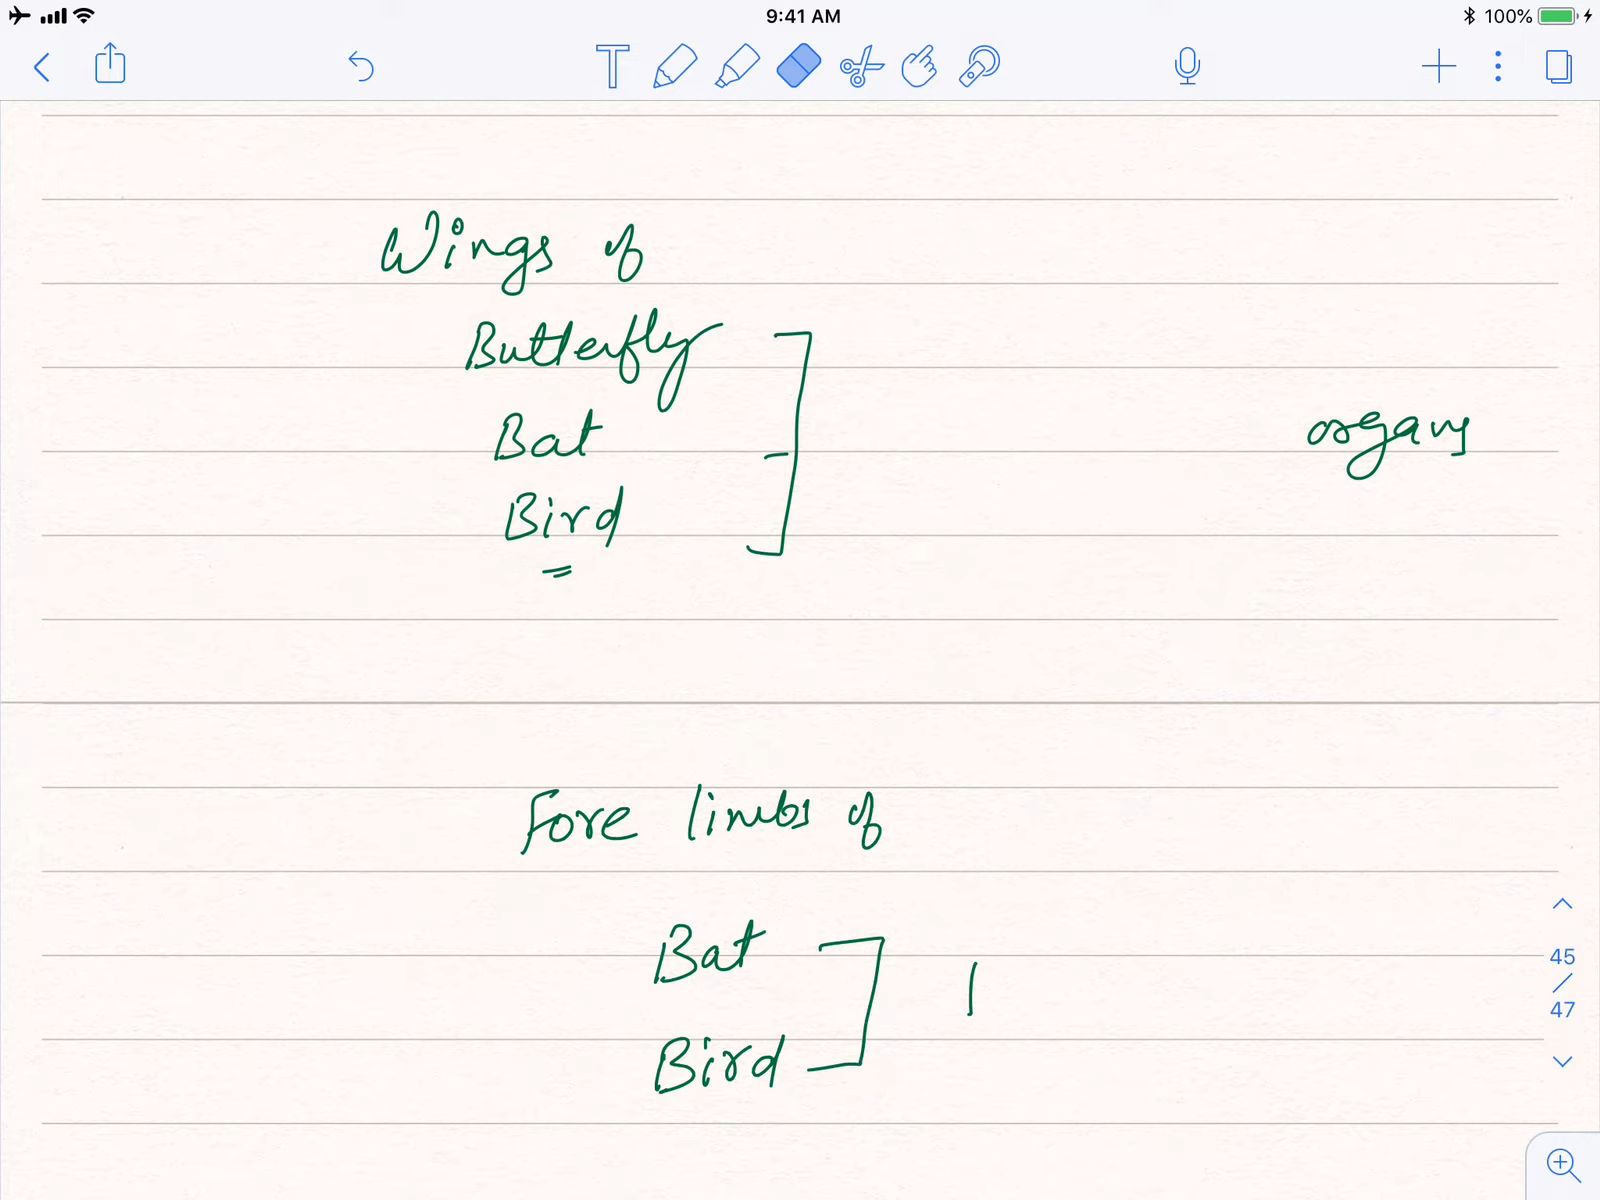 9:41 AM
100%
Wings of
Butterfly
Bat
organs
Bird
Fore limbs of
Bat
Bird
45
/
47